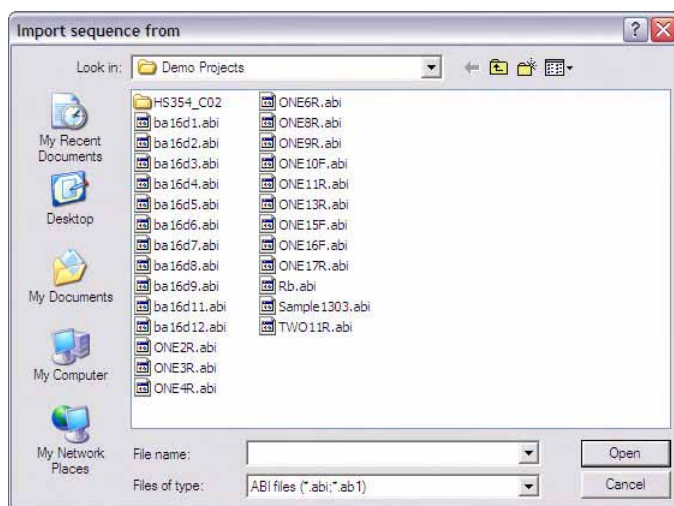 Import sequence from
Look in: Demo Projects
My Recent
Documents
Desktop
My Documents
My Computer
My Network
Places
HS354_C02
ba16d1.abi
ba16d2.abi
ba16d3.abi
ba16d4.abi
ba16d5.abi
ba16d6.abi
ba16d7.abi
ba16d8.abi
ba16d9.abi
ba16d11.abi
ba16d12.abi
ONE2R.abi
ONE3R.abi
ONE4R.abi
ONE6R.abi
ONE8R.abi
ONE9R.abi
ONE10F.abi
ONE11R.abi
ONE13R.abi
ONE15F.abi
ONE16F.abi
ONE17R.abi
Rb.abi
Sample1303.abi
TWO11R.abi
File name:
Open
Files of type: ABI files (*.abi;*.ab1)
Cancel